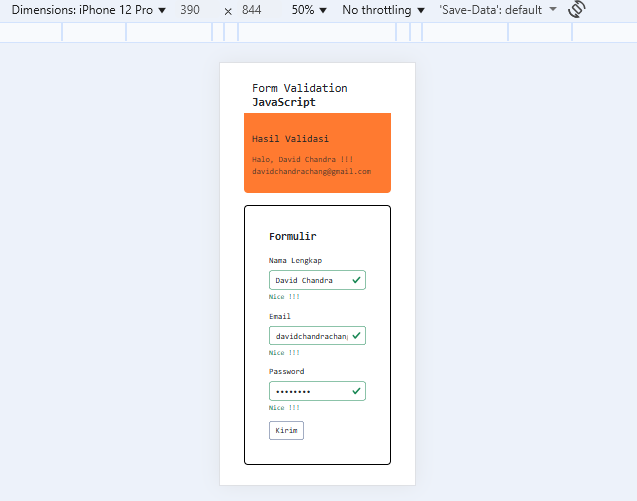 Dimensions: iPhone 12 Pro ▼ 390 × 844 50% ▼ No throttling ▼ 'Save-Data': default ▼
Form Validation
JavaScript
Hasil Validasi
Halo, David Chandra !!!
davidchandrachang@gmail.com
Formulir
Nama Lengkap
David Chandra
Nice !!!
Email
davidchandrachang
Nice !!!
Password
••••••••
Nice !!!
Kirim